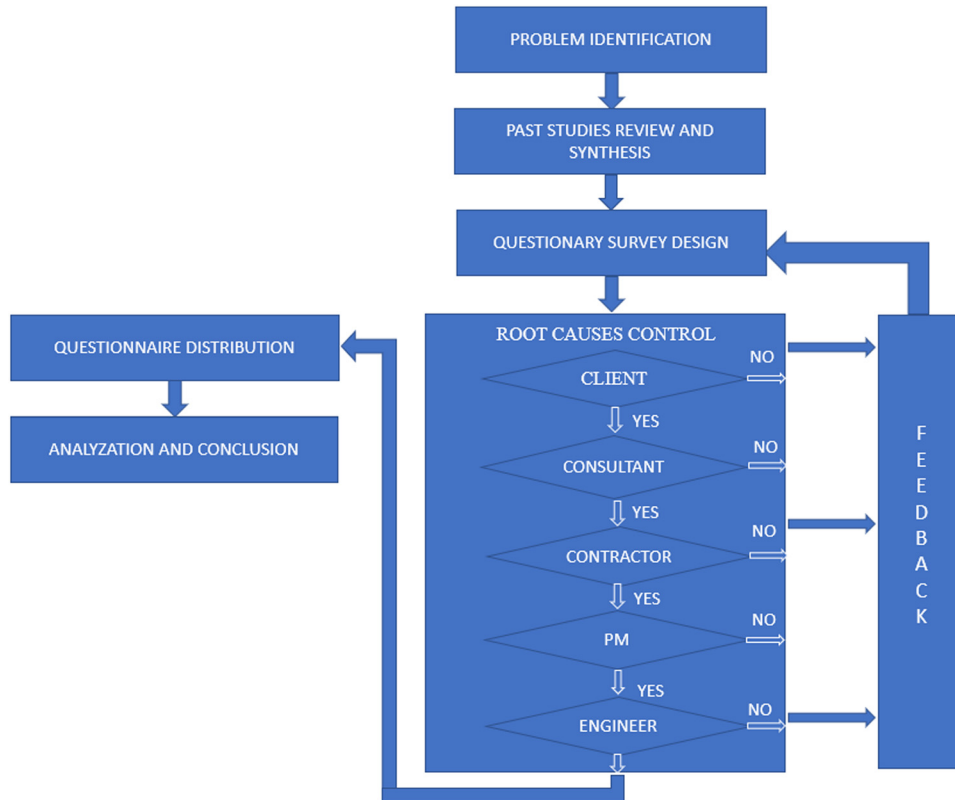 PROBLEM IDENTIFICATION
PAST STUDIES REVIEW AND
SYNTHESIS
QUESTIONARY SURVEY DESIGN
ROOT CAUSES CONTROL
CLIENT
NO
YES
CONSULTANT
NO
YES
CONTRACTOR
NO
YES
PM
NO
YES
ENGINEER
NO
FEEDBACK
QUESTIONNAIRE DISTRIBUTION
ANALYZATION AND CONCLUSION